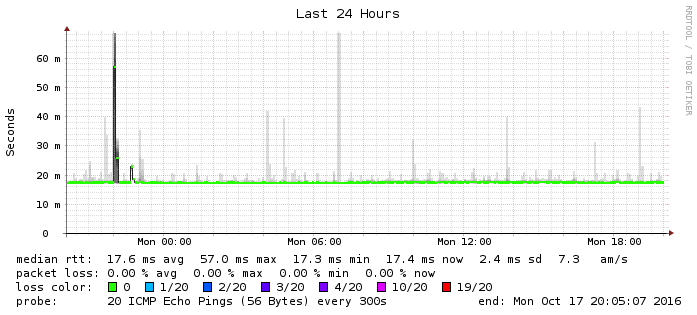 Last 24 Hours
RRDTOOL / TOBI OETIKER
Seconds
60 m
50 m
40 m
30 m
20 m
10 m
0
Mon 00:00 Mon 06:00 Mon 12:00 Mon 18:00
median rtt: 17.6 ms avg 57.0 ms max 17.3 ms min 17.4 ms now 2.4 ms sd 7.3 am/s
packet loss: 0.00 % avg 0.00 % max 0.00 % min 0.00 % now
loss color: 0 1/20 2/20 3/20 4/20 10/20 19/20
probe: 20 ICMP Echo Pings (56 Bytes) every 300s end: Mon Oct 17 20:05:07 2016